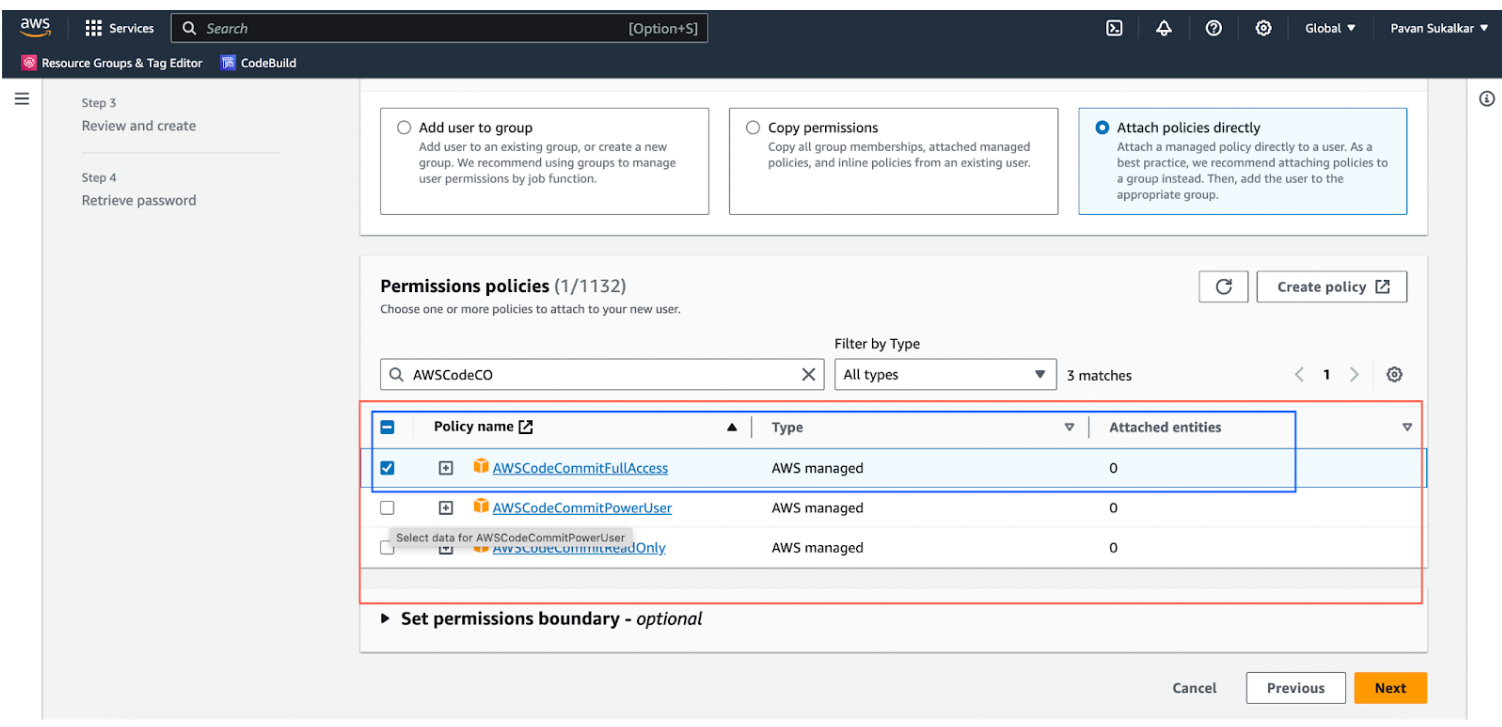 aws
Services
Search
[Option+S]
Global ▼
Pavan Sukalkar ▼
Resource Groups & Tag Editor
CodeBuild
Step 3
Review and create
Step 4
Retrieve password
Add user to group
Add user to an existing group, or create a new
group. We recommend using groups to manage
user permissions by job function.
Copy permissions
Copy all group memberships, attached managed
policies, and inline policies from an existing user.
Attach policies directly
Attach a managed policy directly to a user. As a
best practice, we recommend attaching policies to
a group instead. Then, add the user to the
appropriate group.
Permissions policies (1/1132)
Choose one or more policies to attach to your new user.
Create policy
Filter by Type
AWSCodeCO
All types
3 matches
1
Policy name
Type
Attached entities
AWSCodeCommitFullAccess
AWS managed
0
AWSCodeCommitPowerUser
AWS managed
0
Select data for AWSCodeCommitPowerUser
AWSCodeCommitReadOnly
AWS managed
0
Set permissions boundary - optional
Cancel
Previous
Next